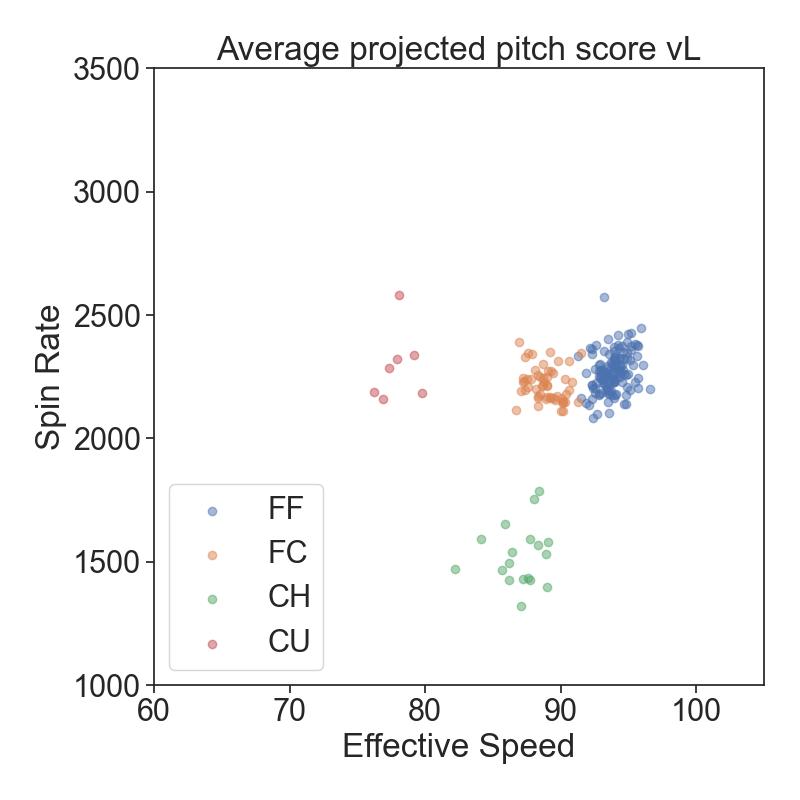 Average projected pitch score vL
3500
3000
2500
2000
1500
1000
Spin Rate
FF
FC
CH
CU
60 70 80 90 100
Effective Speed